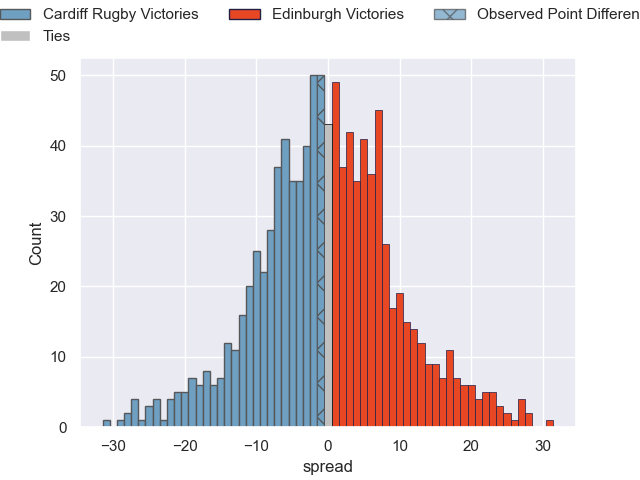 Cardiff Rugby Victories Edinburgh Victories Observed Point Differen
Ties
50
40
30
20
10
0
Count
−30 −20 −10 0 10 20 30
spread